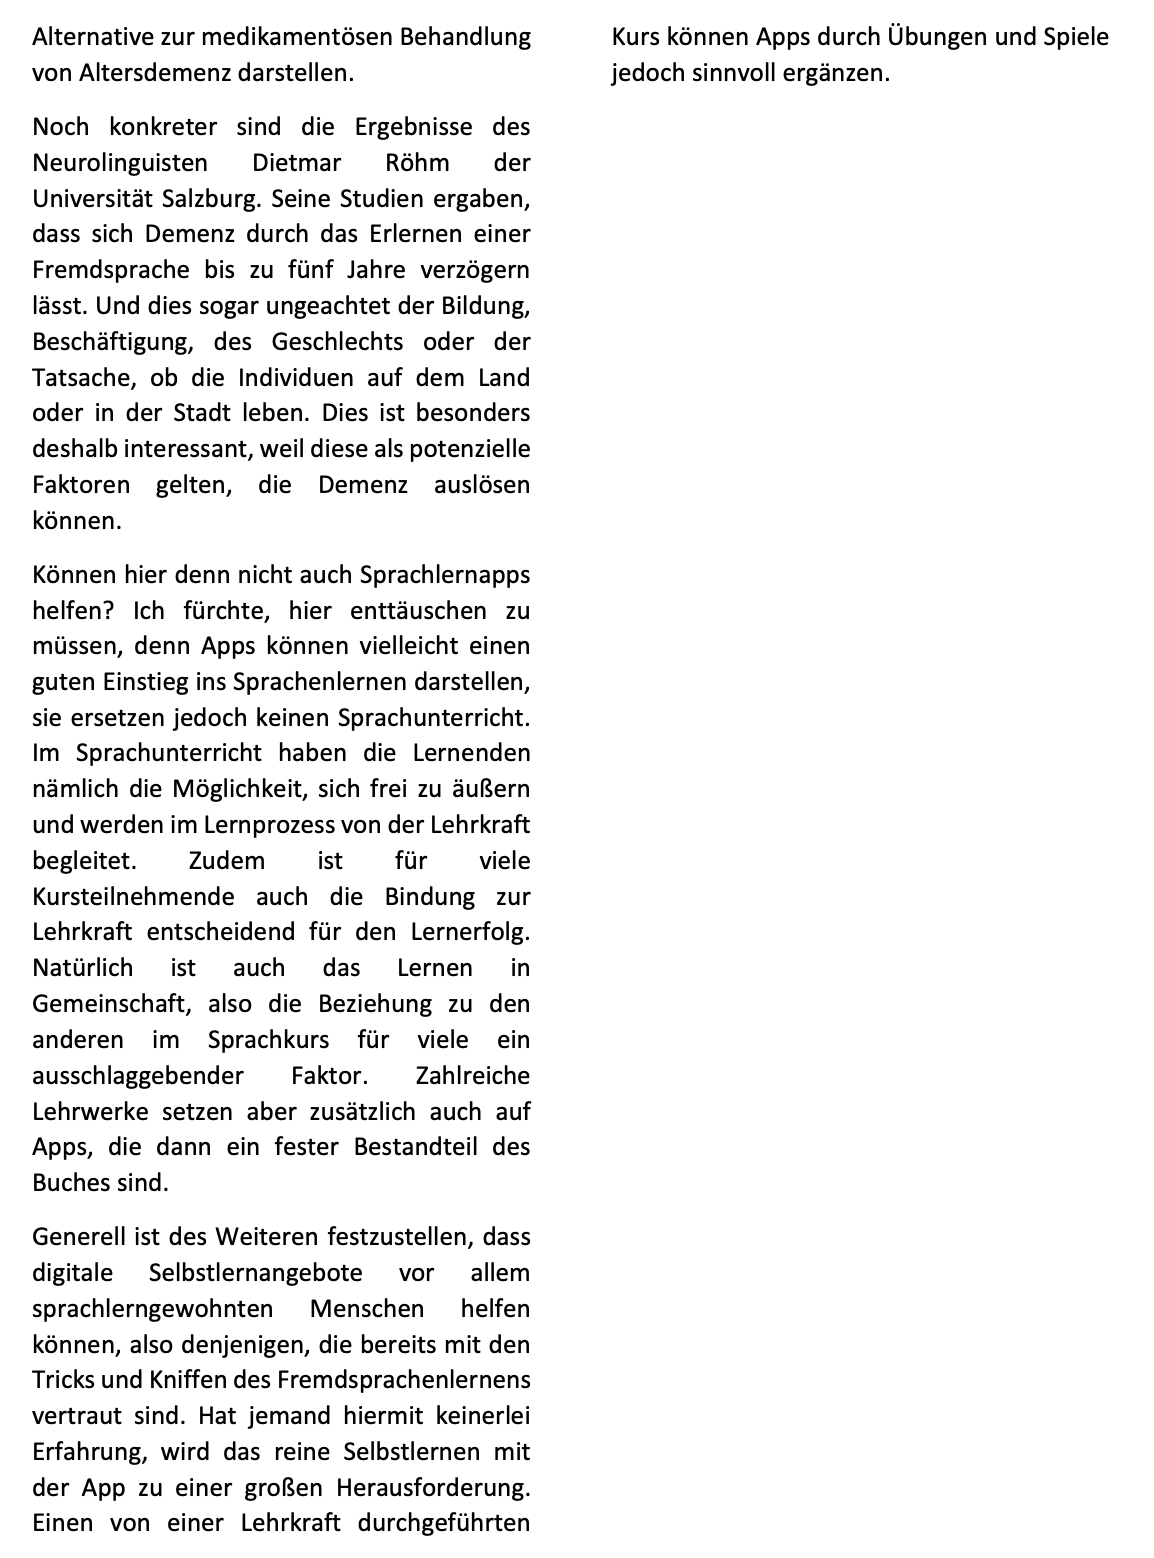 Alternative zur medikamentösen Behandlung
von Altersdemenz darstellen.
Noch konkreter sind die Ergebnisse des
Neurolinguisten Dietmar Röhm der
Universität Salzburg. Seine Studien ergaben,
dass sich Demenz durch das Erlernen einer
Fremdsprache bis zu fünf Jahre verzögern
lässt. Und dies sogar ungeachtet der Bildung,
Beschäftigung, des Geschlechts oder der
Tatsache, ob die Individuen auf dem Land
oder in der Stadt leben. Dies ist besonders
deshalb interessant, weil diese als potenzielle
Faktoren gelten, die Demenz auslösen
können.
Können hier denn nicht auch Sprachlernapps
helfen? Ich fürchte, hier enttäuschen zu
müssen, denn Apps können vielleicht einen
guten Einstieg ins Sprachenlernen darstellen,
sie ersetzen jedoch keinen Sprachunterricht.
Im Sprachunterricht haben die Lernenden
nämlich die Möglichkeit, sich frei zu äußern
und werden im Lernprozess von der Lehrkraft
begleitet. Zudem ist für viele
Kursteilnehmende auch die Bindung zur
Lehrkraft entscheidend für den Lernerfolg.
Natürlich ist auch das Lernen in
Gemeinschaft, also die Beziehung zu den
anderen im Sprachkurs für viele ein
ausschlaggebender Faktor. Zahlreiche
Lehrwerke setzen aber zusätzlich auch auf
Apps, die dann ein fester Bestandteil des
Buches sind.
Generell ist des Weiteren festzustellen, dass
digitale Selbstlernangebote vor allem
sprachlerngewohnten Menschen helfen
können, also denjenigen, die bereits mit den
Tricks und Kniffen des Fremdsprachenlernens
vertraut sind. Hat jemand hiermit keinerlei
Erfahrung, wird das reine Selbstlernen mit
der App zu einer großen Herausforderung.
Einen von einer Lehrkraft durchgeführten
Kurs können Apps durch Übungen und Spiele
jedoch sinnvoll ergänzen.